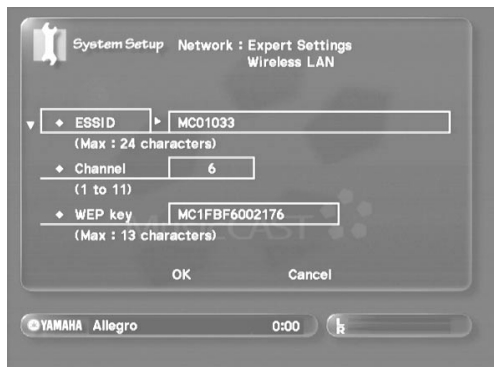 System Setup Network : Expert Settings
Wireless LAN
ESSID MC01033
(Max : 24 characters)
Channel 6
(1 to 11)
WEP key MC1FBF6002176
(Max : 13 characters)
MUSICCAST
OK Cancel
YAMAHA Allegro 0:00 L R